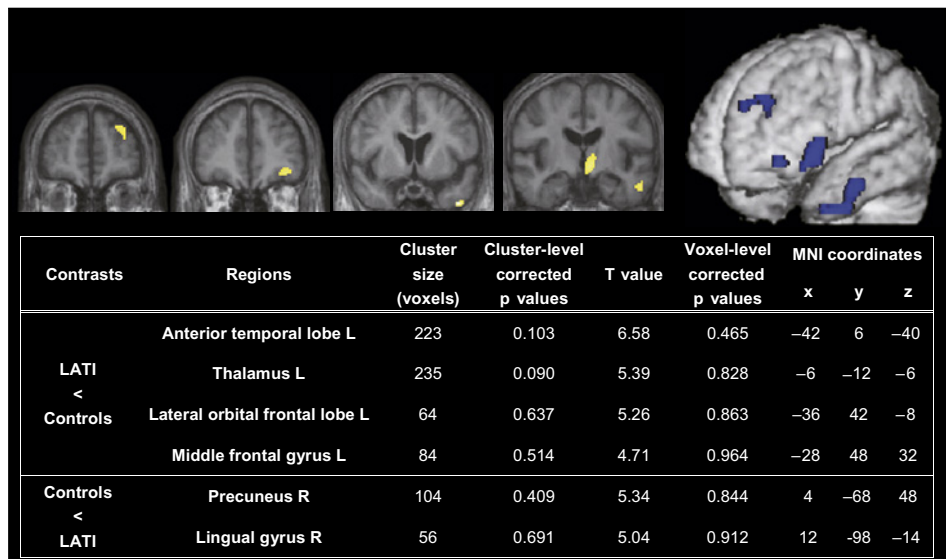 Contrasts Regions Cluster size (voxels) Cluster-level corrected p values T value Voxel-level corrected p values MNI coordinates x y z
LATI < Controls
Anterior temporal lobe L 223 0.103 6.58 0.465 –42 6 –40
Thalamus L 235 0.090 5.39 0.828 –6 –12 –6
Lateral orbital frontal lobe L 64 0.637 5.26 0.863 –36 42 –8
Middle frontal gyrus L 84 0.514 4.71 0.964 –28 48 32
Controls < LATI
Precuneus R 104 0.409 5.34 0.844 4 –68 48
Lingual gyrus R 56 0.691 5.04 0.912 12 -98 –14